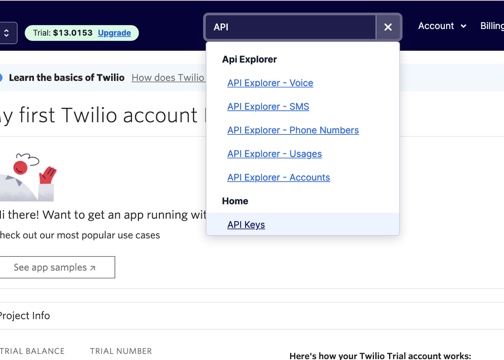 API
Account
Billing
Trial: $13.0153 Upgrade
Api Explorer
API Explorer - Voice
API Explorer - SMS
API Explorer - Phone Numbers
API Explorer - Usages
API Explorer - Accounts
Home
API Keys
Learn the basics of Twilio How does Twilio
y first Twilio account
i there! Want to get an app running wit
heck out our most popular use cases
See app samples ↗
Project Info
TRIAL BALANCE TRIAL NUMBER
Here's how your Twilio Trial account works: